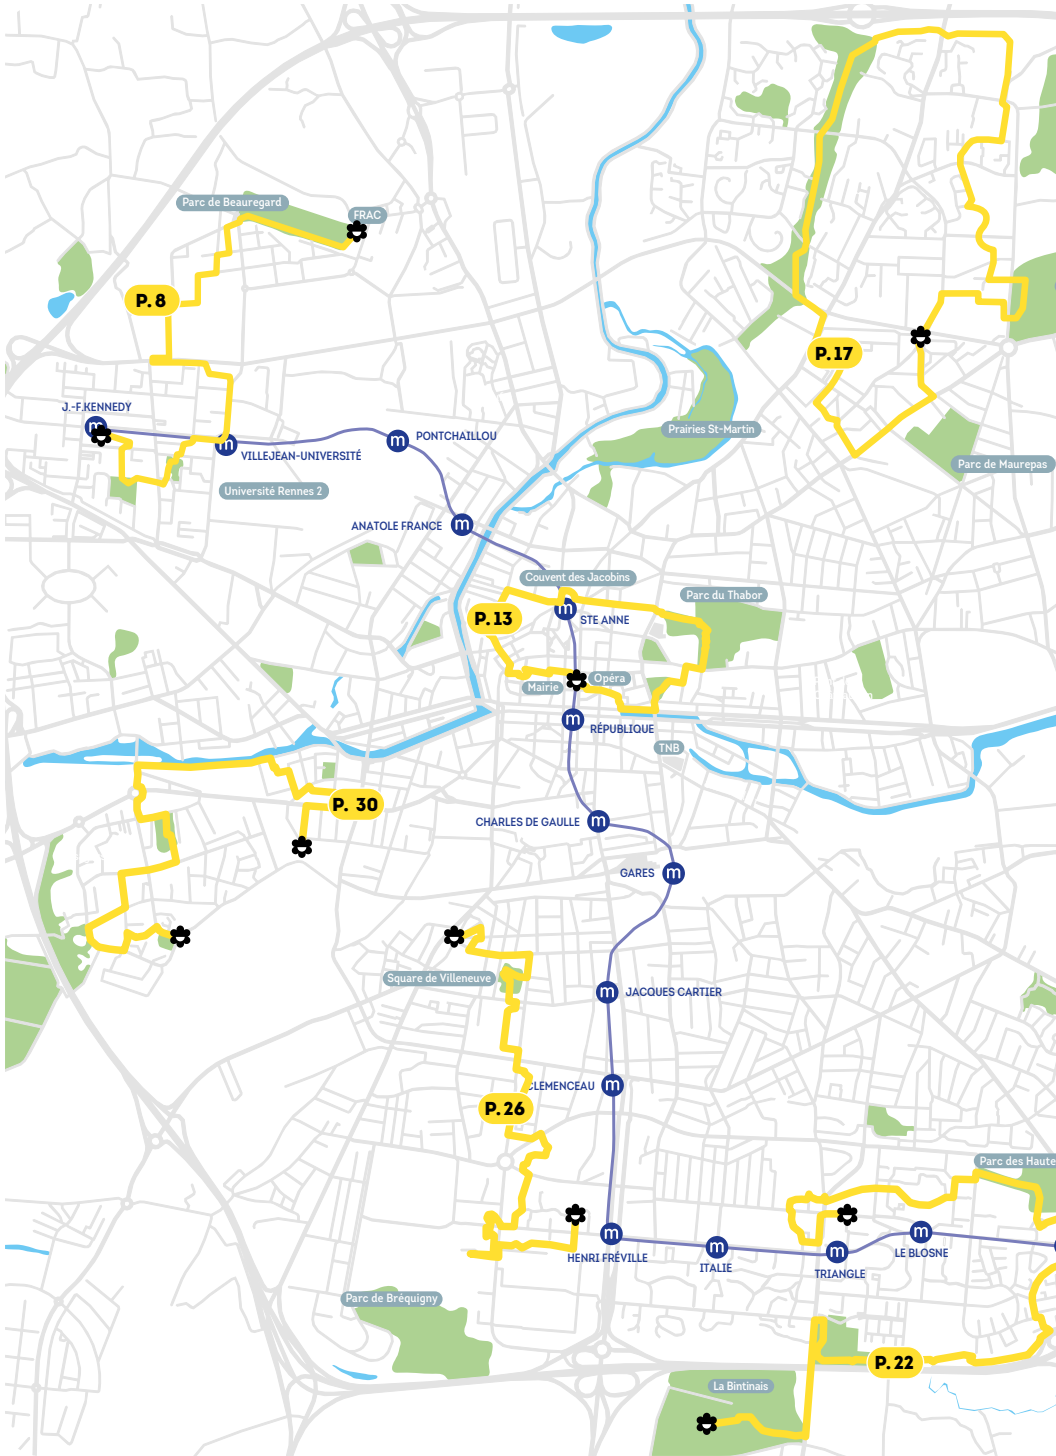 Parc de Beauregard
FRAC
P. 8
P. 17
J.-F.KENNEDY
m
m
VILLEJEAN-UNIVERSITÉ
m
PONTCHAILLOU
Prairies St-Martin
Parc de Maurepas
Université Rennes 2
ANATOLE FRANCE
m
Couvent des Jacobins
Parc du Thabor
P. 13
m
STE ANNE
Mairie
Opéra
m
RÉPUBLIQUE
TNB
P. 30
CHARLES DE GAULLE
m
GARES
m
Square de Villeneuve
m
JACQUES CARTIER
CLEMENCEAU
m
P. 26
Parc des Haute
m
HENRI FRÉVILLE
m
ITALIE
m
TRIANGLE
m
LE BLOSNE
Parc de Bréquigny
P. 22
La Bintinais